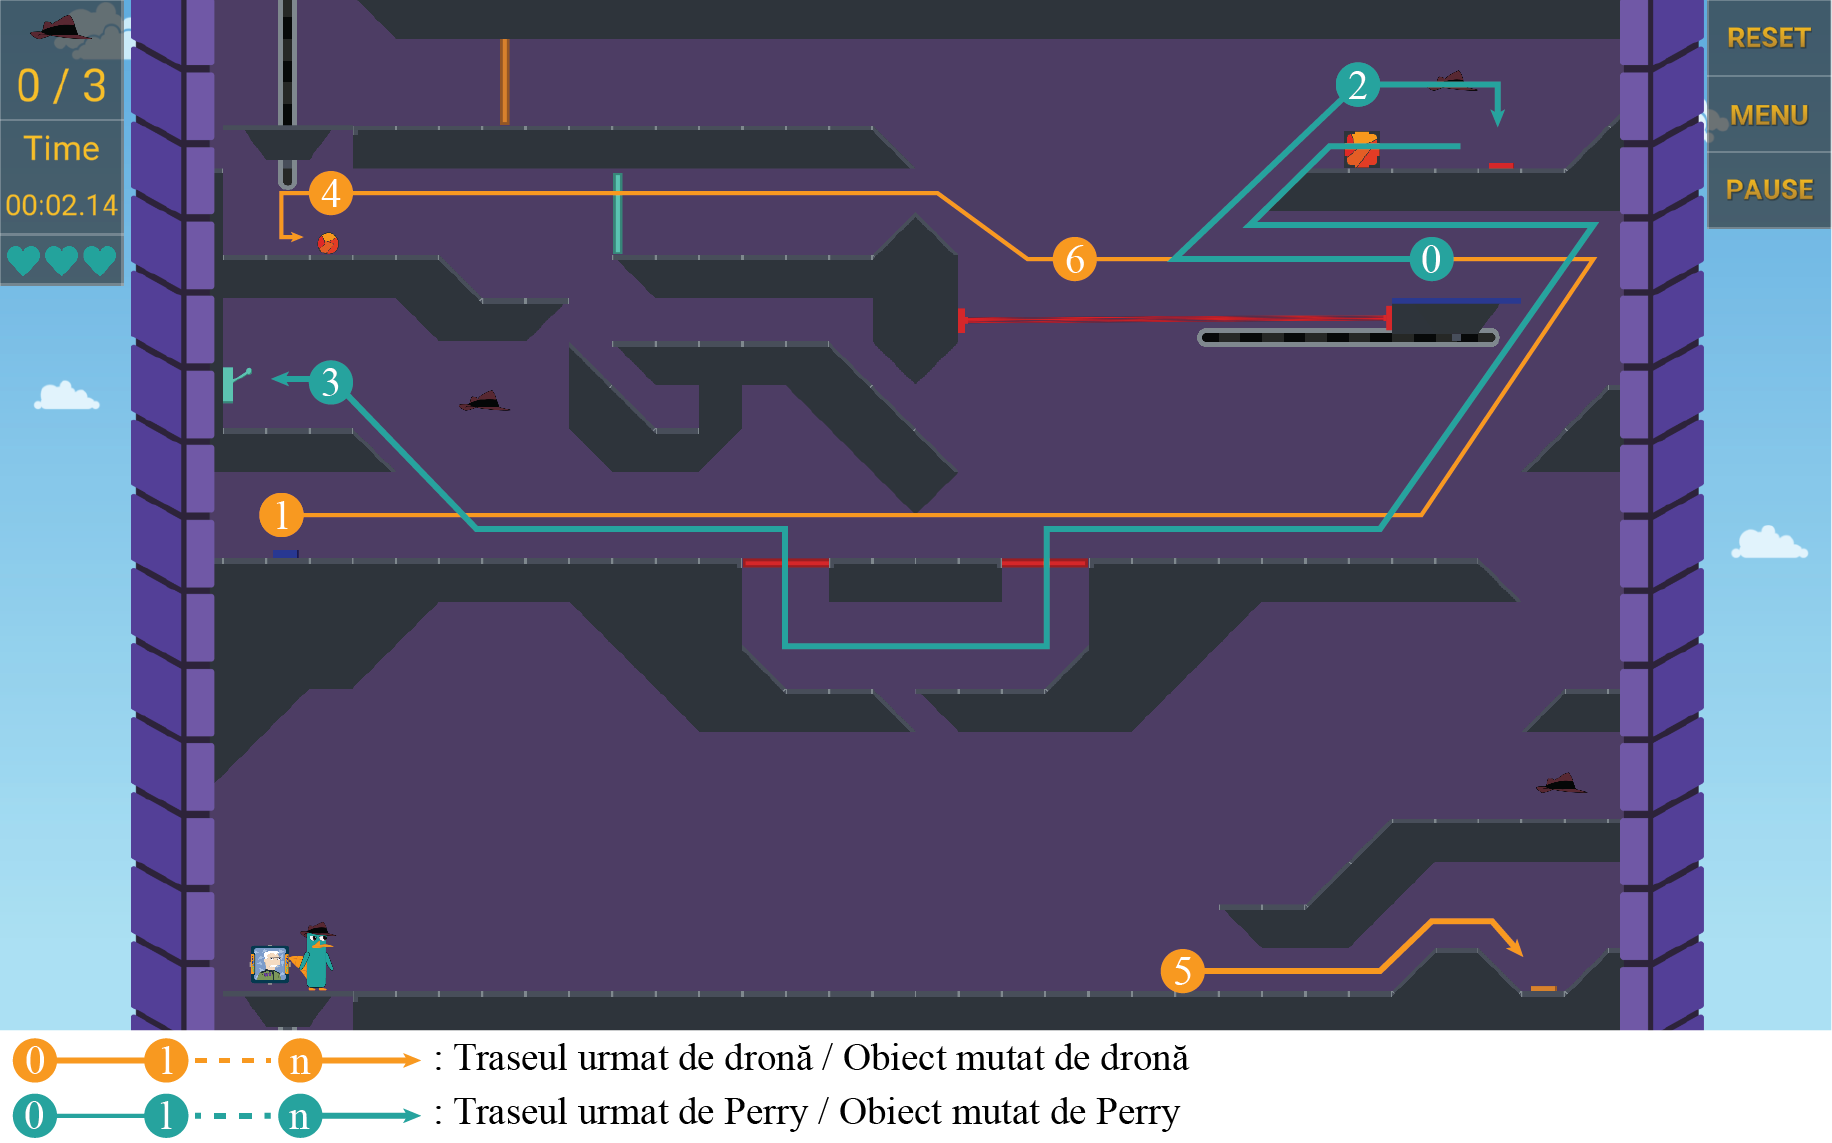 0 / 3
Time
00:02.14
RESET
MENU
PAUSE
2
4
6
0
3
1
5
0 1 n : Traseul urmat de dronă / Obiect mutat de dronă
0 1 n : Traseul urmat de Perry / Obiect mutat de Perry